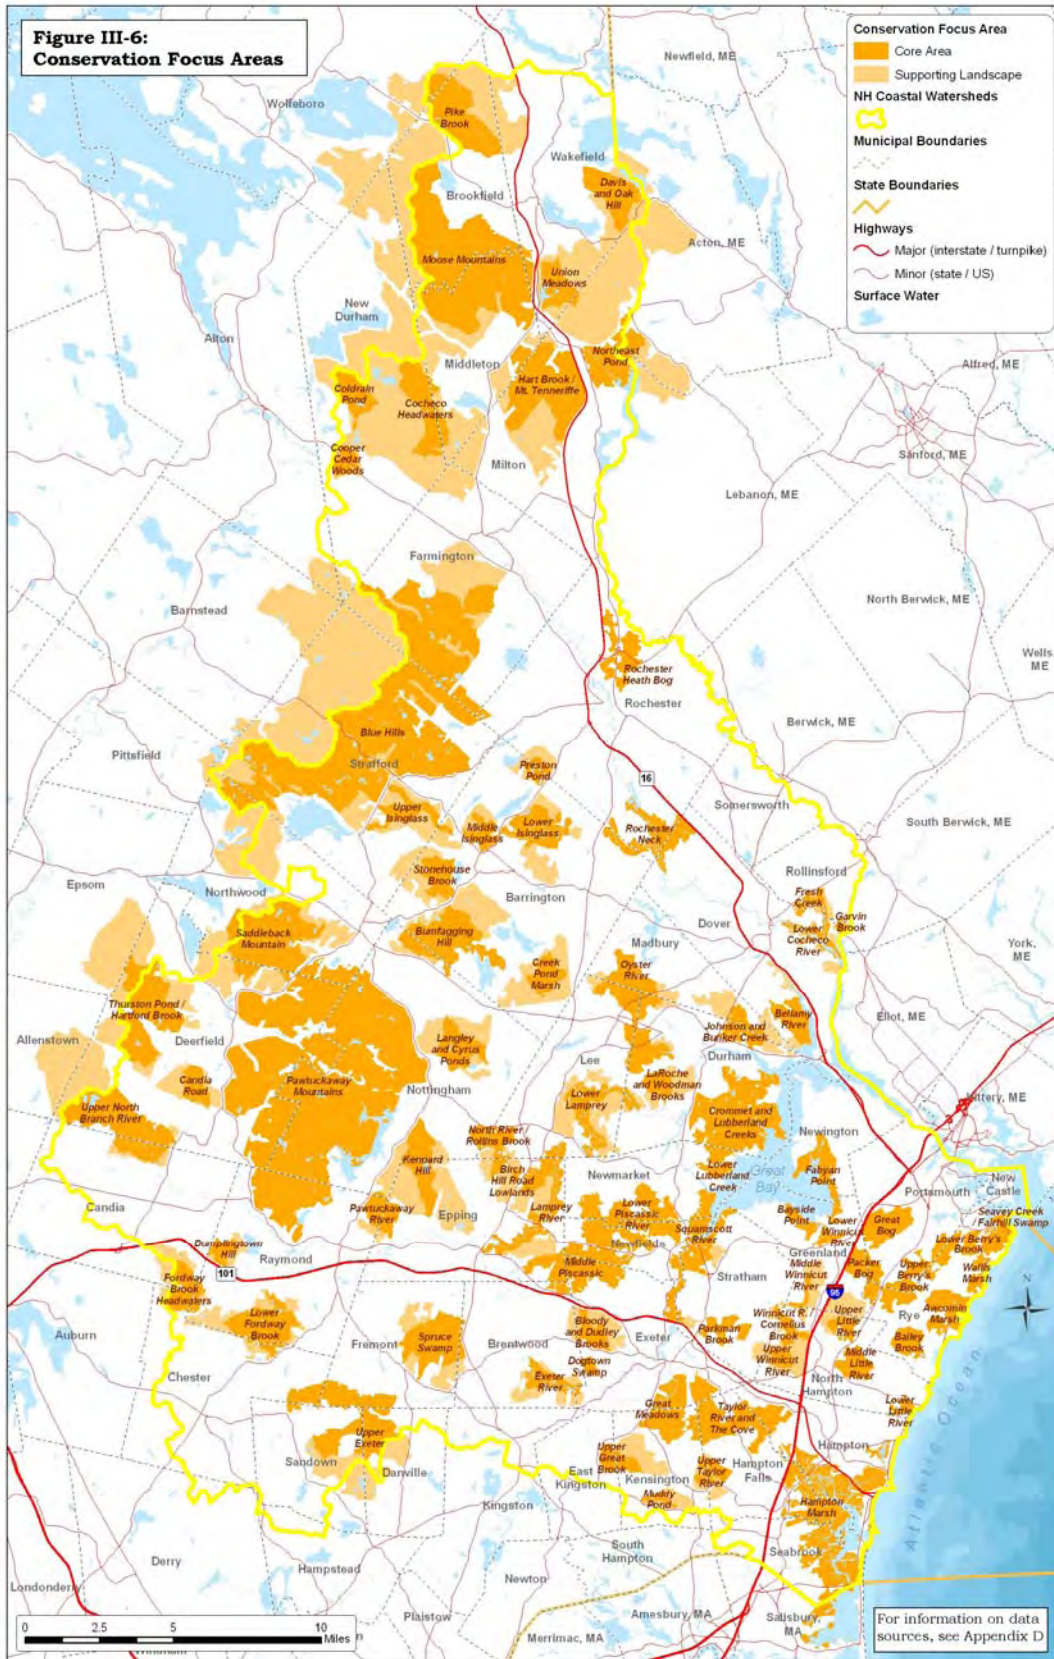 Figure III-6:
Conservation Focus Areas
Conservation Focus Area
Core Area
Supporting Landscape
NH Coastal Watersheds
Municipal Boundaries
State Boundaries
Highways
Major (interstate / turnpike)
Minor (state / US)
Surface Water
Newfield, ME
Wolfeboro
Pike
Brook
Wakefield
Brookfield
Davis
and Oak
Hill
Acton, ME
Moose Mountains
Union
Meadows
New
Durham
Alton
Middleton
Northeast
Pond
Alfred, ME
Coldrain
Pond
Cocheco
Headwaters
Hart Brook /
Mt. Tenneriffe
Sanford, ME
Cooper
Cedar
Woods
Milton
Lebanon, ME
Farmington
Barnstead
North Berwick, ME
Wells,
ME
Rochester
Heath Bog
Rochester
Berwick, ME
Blue Hills
Pittsfield
Strafford
Preston
Pond
16
Somersworth
Upper
Isinglass
Middle
Isinglass
Lower
Isinglass
Rochester
Neck
South Berwick, ME
Stonehouse
Brook
Rollinsford
Epsom
Northwood
Barrington
Fresh
Creek
Garvin
Brook
Saddleback
Mountain
Bumfagging
Hill
Dover
Lower
Cocheco
River
Madbury
York,
ME
Creek
Pond
Marsh
Oyster
River
Thurston Pond /
Hartford Brook
Bellamy
River
Eliot, ME
Allenstown
Deerfield
Langley
and Cyrus
Ponds
Johnson and
Bunker Creek
Durham
Lee
LaRoche
and Woodman
Brooks
Candia
Road
Pawtuckaway
Mountains
Nottingham
Lower
Lamprey
Kittery, ME
Upper North
Branch River
Crommet and
Lubberland
Creeks
Newington
North River /
Rollins Brook
Kennard
Hill
Birch
Hill Road
Lowlands
Newmarket
Lower
Lubberland
Creek
Great
Bay
Fabyan
Point
Portsmouth
New
Castle
Candia
Pawtuckaway
River
Epping
Lamprey
River
Lower
Piscassic
River
Squamscott
River
Bayside
Point
Lower
Winnicut
River
Great
Bog
Seavey Creek
/ Fairhill Swamp
Dumplingtown
Hill
Raymond
Newfields
Greenland
Lower Berry's
Brook
101
Fordway
Brook
Headwaters
Middle
Piscassic
Stratham
Middle
Winnicut
River
Packer
Bog
Upper
Berry's
Brook
Wallis
Marsh
N
95
Auburn
Lower
Fordway
Brook
Fremont
Spruce
Swamp
Brentwood
Bloody
and Dudley
Brooks
Exeter
Parkman
Brook
Winnicut R. /
Cornelius
Brook
Upper
Little
River
Rye
Awcomin
Marsh
Bailey
Brook
Chester
Exeter
River
Dogtown
Swamp
Upper
Winnicut
River
Middle
Little
River
North
Hampton
Great
Meadows
Taylor
River and
The Cove
Lower
Little
River
Upper
Exeter
Sandown
Danville
Upper
Great
Brook
East
Kingston
Kensington
Upper
Taylor
River
Hampton
Falls
Hampton
Muddy
Pond
Kingston
Hampton
Marsh
Atlantic Ocean
South
Hampton
Seabrook
Derry
Hampstead
Newton
Londonderry
Plaistow
Amesbury, MA
Salisbury,
MA
Merrimac, MA
0 2.5 5 10
Miles
For information on data
sources, see Appendix D